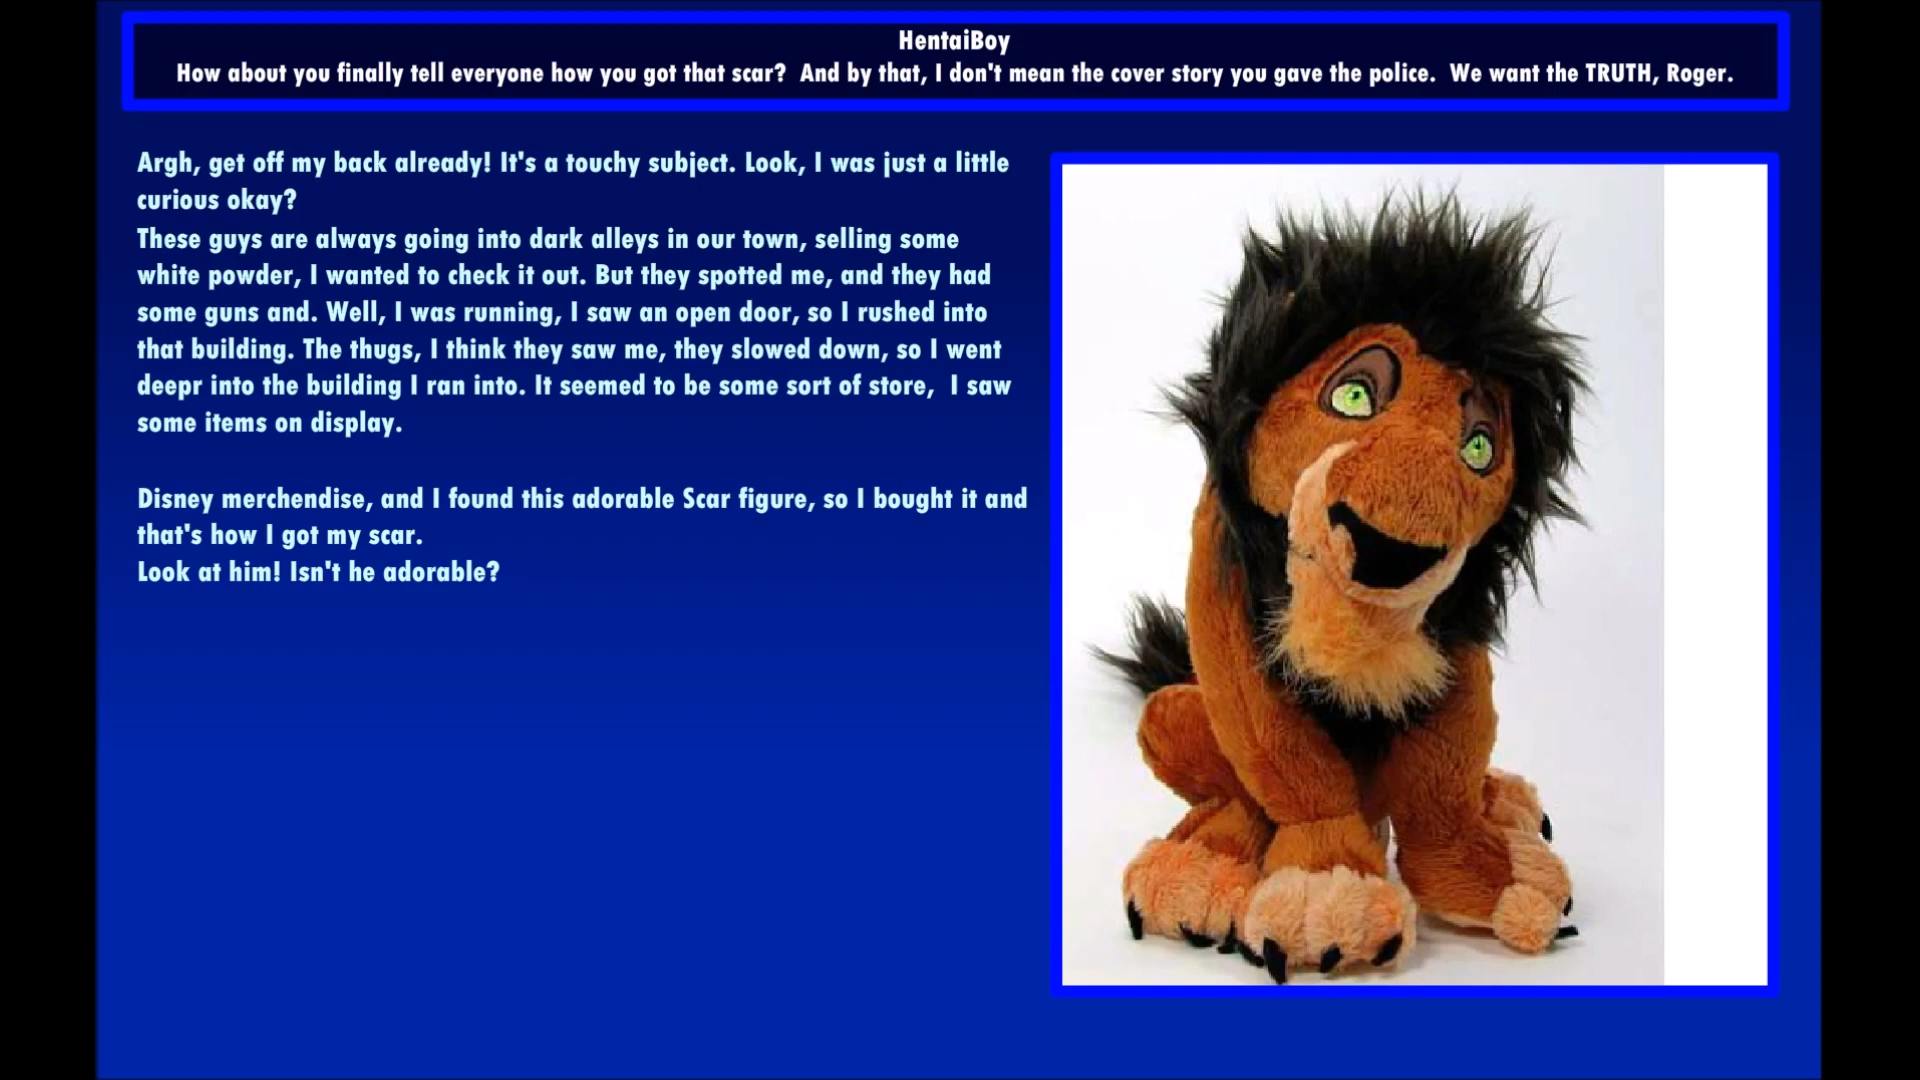 HentaiBoy
How about you finally tell everyone how you got that scar?  And by that, I don't mean the cover story you gave the police.  We want the TRUTH, Roger.
Argh, get off my back already! It's a touchy subject. Look, I was just a little
curious okay?
These guys are always going into dark alleys in our town, selling some
white powder, I wanted to check it out. But they spotted me, and they had
some guns and. Well, I was running, I saw an open door, so I rushed into
that building. The thugs, I think they saw me, they slowed down, so I went
deepr into the building I ran into. It seemed to be some sort of store,  I saw
some items on display.
Disney merchendise, and I found this adorable Scar figure, so I bought it and
that's how I got my scar.
Look at him! Isn't he adorable?